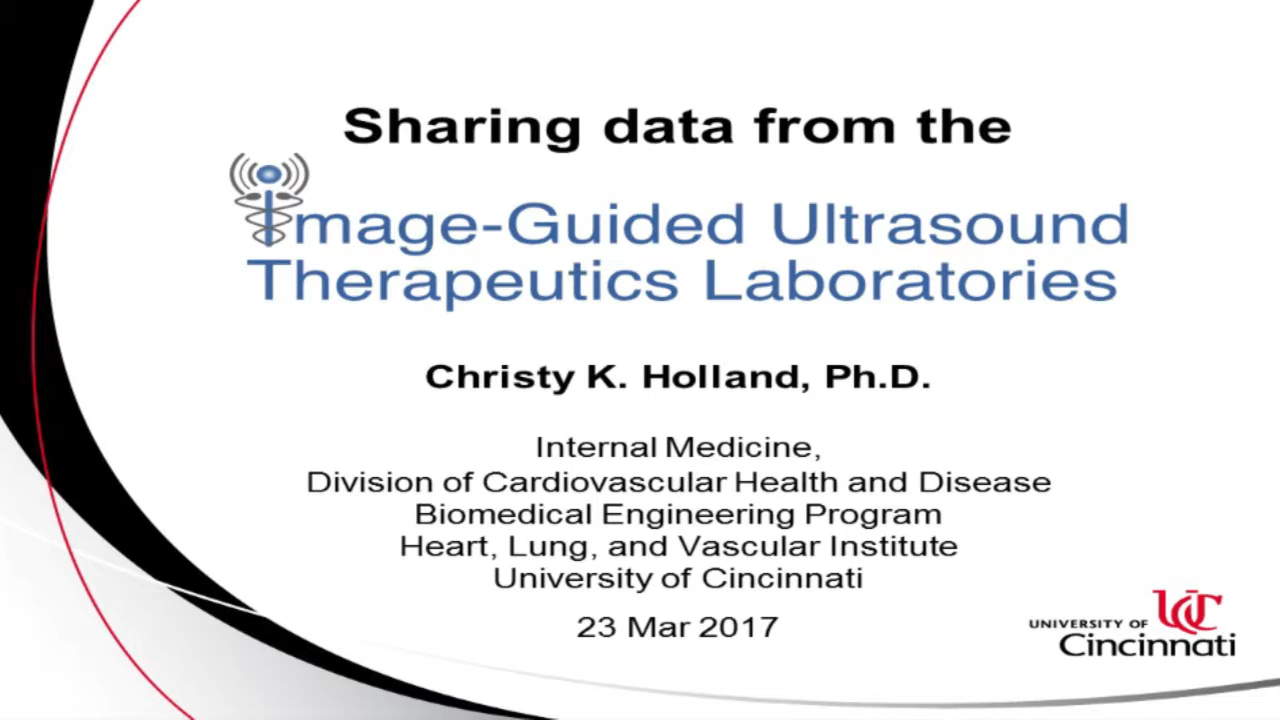 Sharing data from the
Image-Guided Ultrasound
Therapeutics Laboratories
Christy K. Holland, Ph.D.
Internal Medicine,
Division of Cardiovascular Health and Disease
Biomedical Engineering Program
Heart, Lung, and Vascular Institute
University of Cincinnati
23 Mar 2017
UC
UNIVERSITY OF
Cincinnati